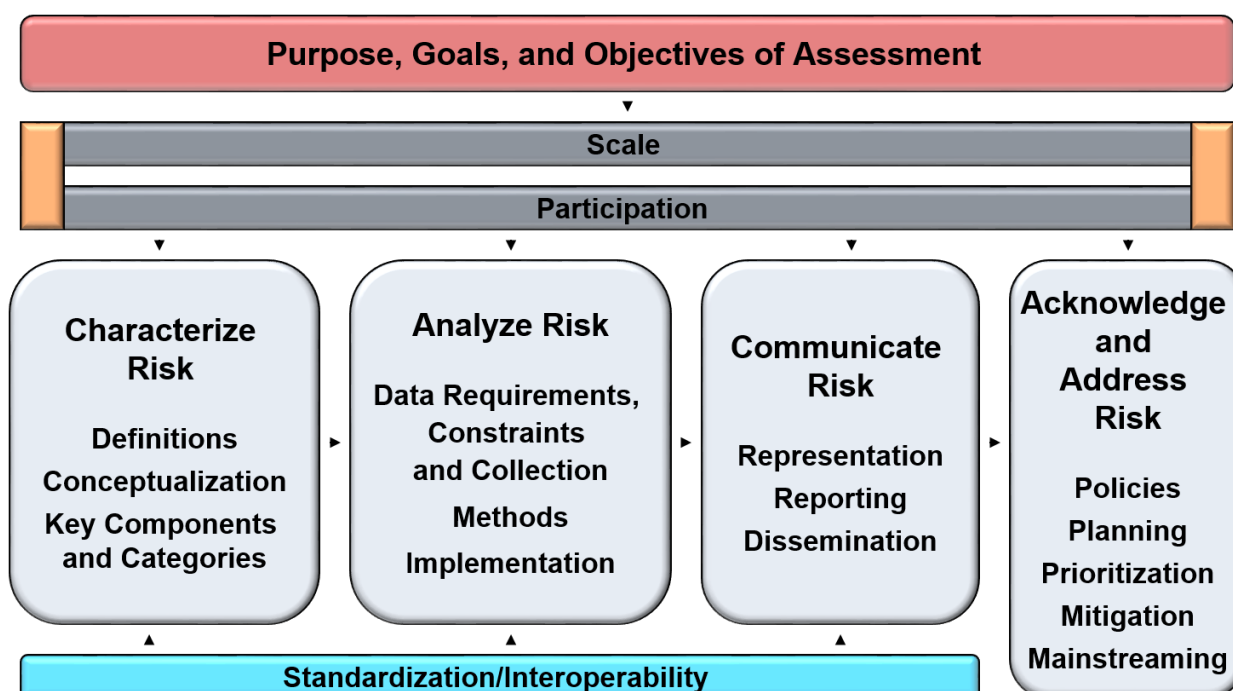 Purpose, Goals, and Objectives of Assessment
Scale
Participation
Characterize
Risk
Definitions
Conceptualization
Key Components
and Categories
Analyze Risk
Data Requirements,
Constraints
and Collection
Methods
Implementation
Communicate
Risk
Representation
Reporting
Dissemination
Acknowledge
and
Address
Risk
Policies
Planning
Prioritization
Mitigation
Mainstreaming
Standardization/Interoperability